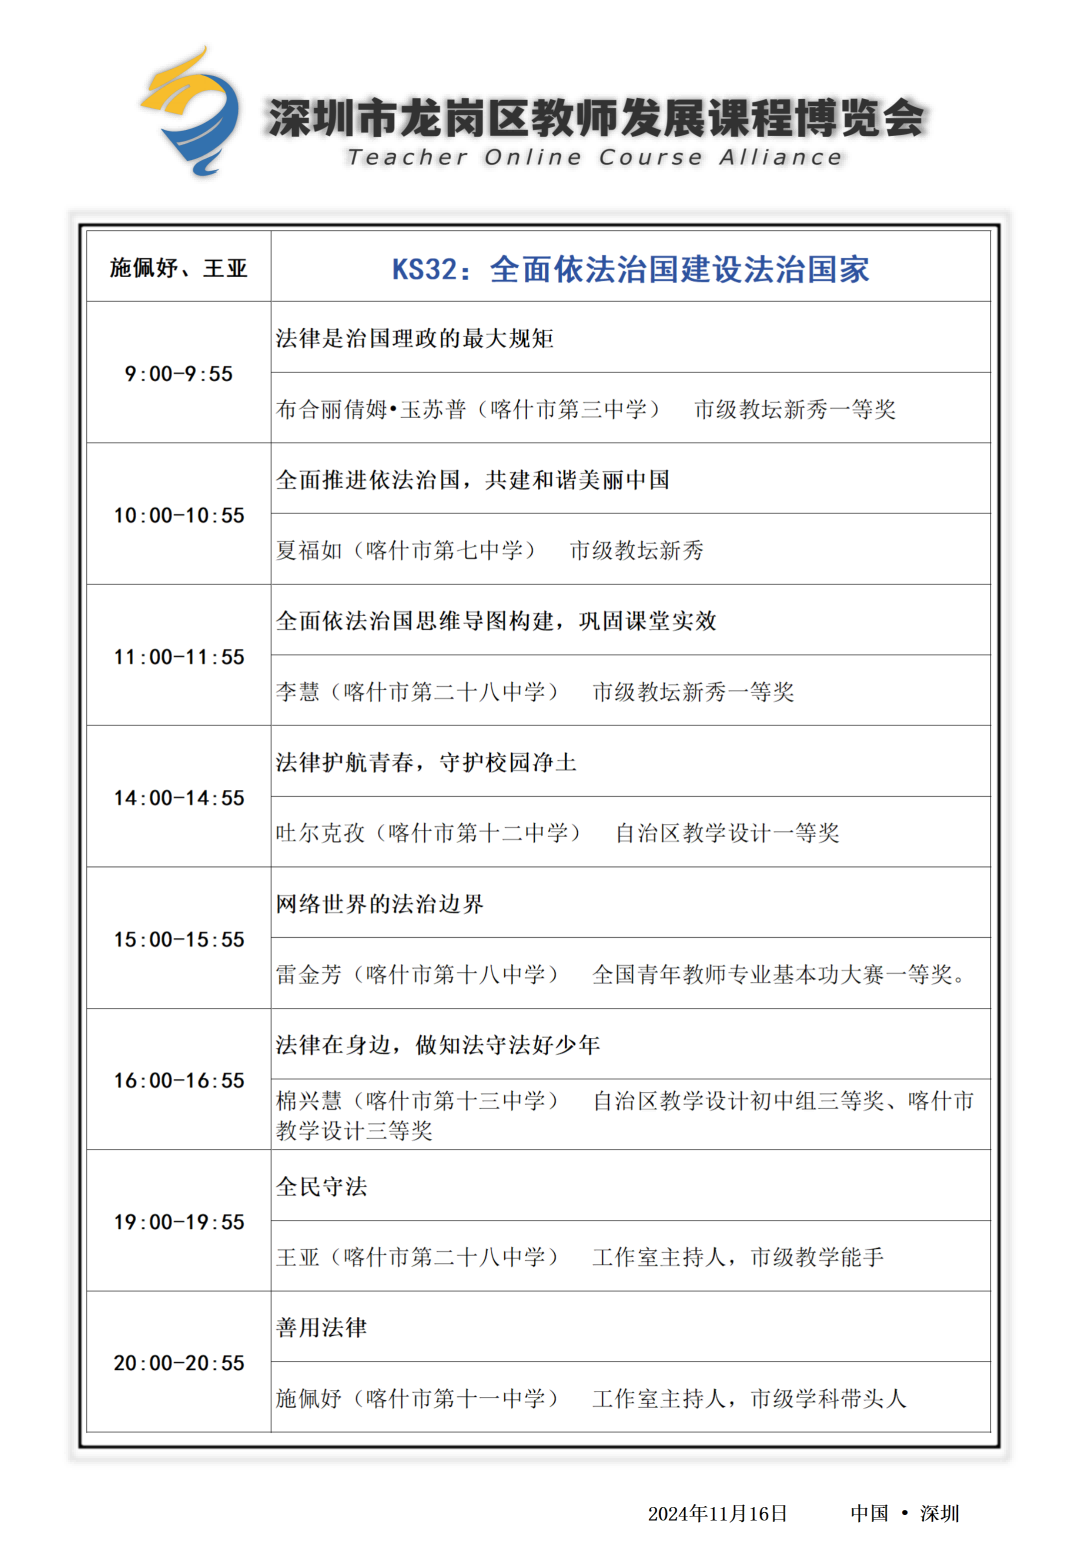 深圳市龙岗区教师发展课程博览会
Teacher Online Course Alliance
施佩妤、王亚
KS32：全面依法治国建设法治国家
9:00-9:55
法律是治国理政的最大规矩
布合丽倩姆•玉苏普（喀什市第三中学） 市级教坛新秀一等奖
10:00-10:55
全面推进依法治国，共建和谐美丽中国
夏福如（喀什市第七中学） 市级教坛新秀
11:00-11:55
全面依法治国思维导图构建，巩固课堂实效
李慧（喀什市第二十八中学） 市级教坛新秀一等奖
14:00-14:55
法律护航青春，守护校园净土
吐尔克孜（喀什市第十二中学） 自治区教学设计一等奖
15:00-15:55
网络世界的法治边界
雷金芳（喀什市第十八中学） 全国青年教师专业基本功大赛一等奖。
16:00-16:55
法律在身边，做知法守法好少年
棉兴慧（喀什市第十三中学） 自治区教学设计初中组三等奖、喀什市
教学设计三等奖
19:00-19:55
全民守法
王亚（喀什市第二十八中学） 工作室主持人，市级教学能手
20:00-20:55
善用法律
施佩妤（喀什市第十一中学） 工作室主持人，市级学科带头人
2024年11月16日 中国 • 深圳